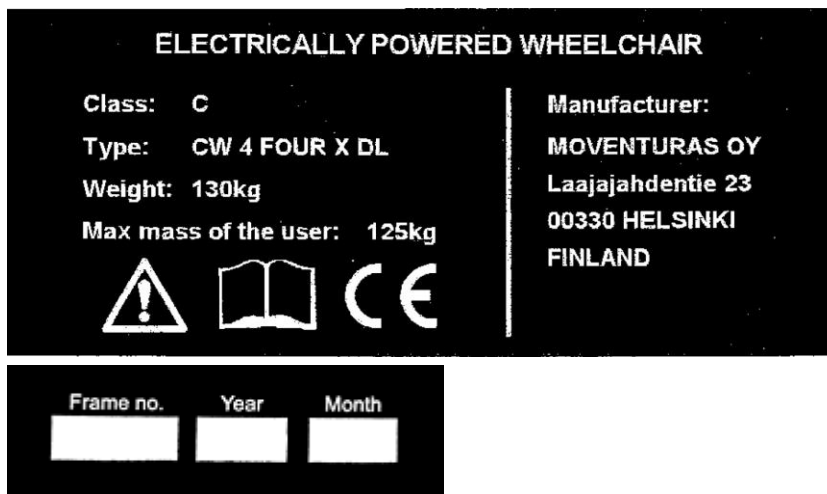 ELECTRICALLY POWERED WHEELCHAIR
Class: C
Type: CW 4 FOUR X DL
Weight: 130kg
Max mass of the user: 125kg
CE
Manufacturer:
MOVENTURAS OY
Laajajahdentie 23
00330 HELSINKI
FINLAND
Frame no. Year Month